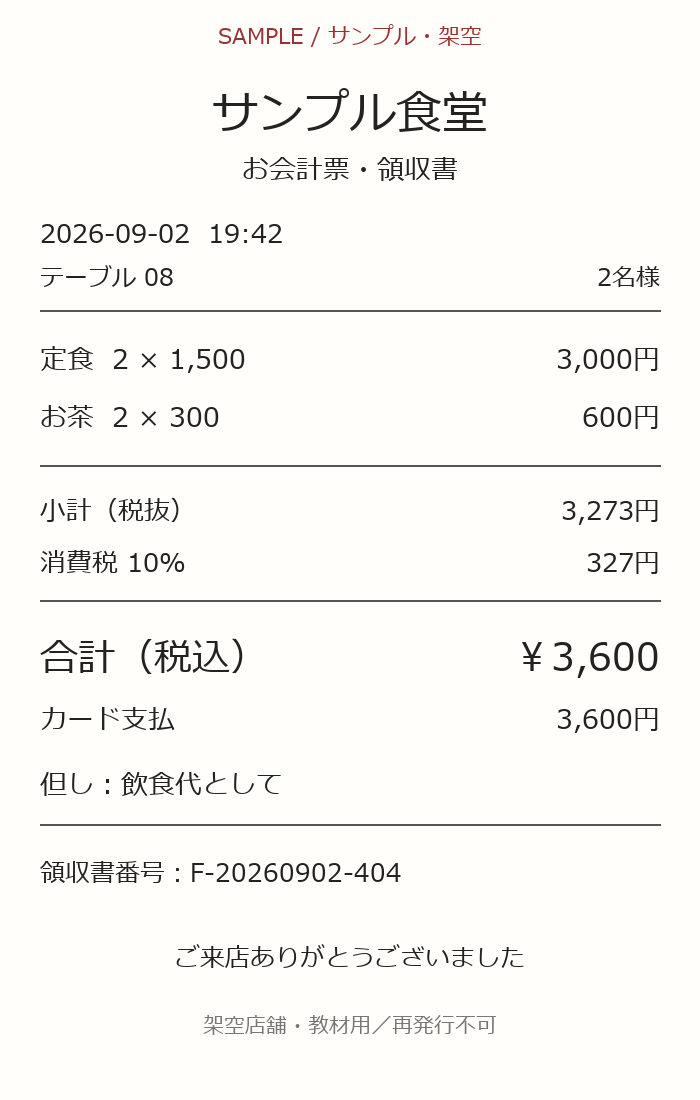 SAMPLE / サンプル・架空
サンプル食堂
お会計票・領収書
2026-09-02 19:42
テーブル 08 2名様
定食 2 × 1,500 3,000円
お茶 2 × 300 600円
小計（税抜） 3,273円
消費税 10% 327円
合計（税込） ¥3,600
カード支払 3,600円
但し：飲食代として
領収書番号：F-20260902-404
ご来店ありがとうございました
架空店舗・教材用／再発行不可